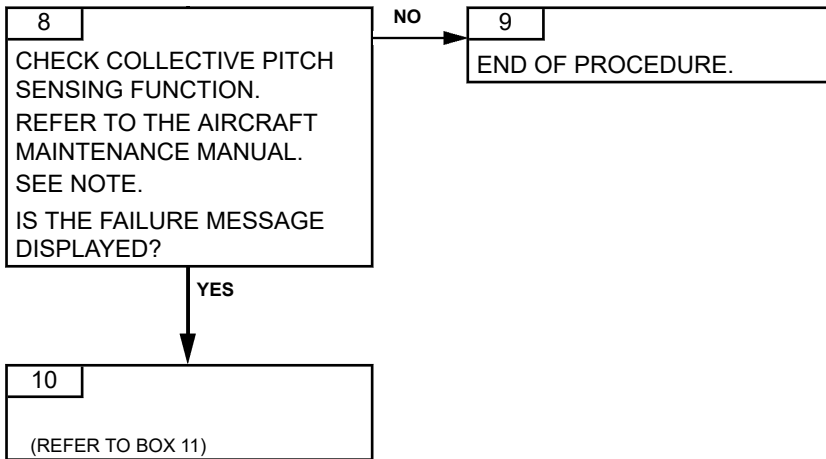 8
CHECK COLLECTIVE PITCH
SENSING FUNCTION.
REFER TO THE AIRCRAFT
MAINTENANCE MANUAL.
SEE NOTE.
IS THE FAILURE MESSAGE
DISPLAYED?
NO
9
END OF PROCEDURE.
YES
10
(REFER TO BOX 11)